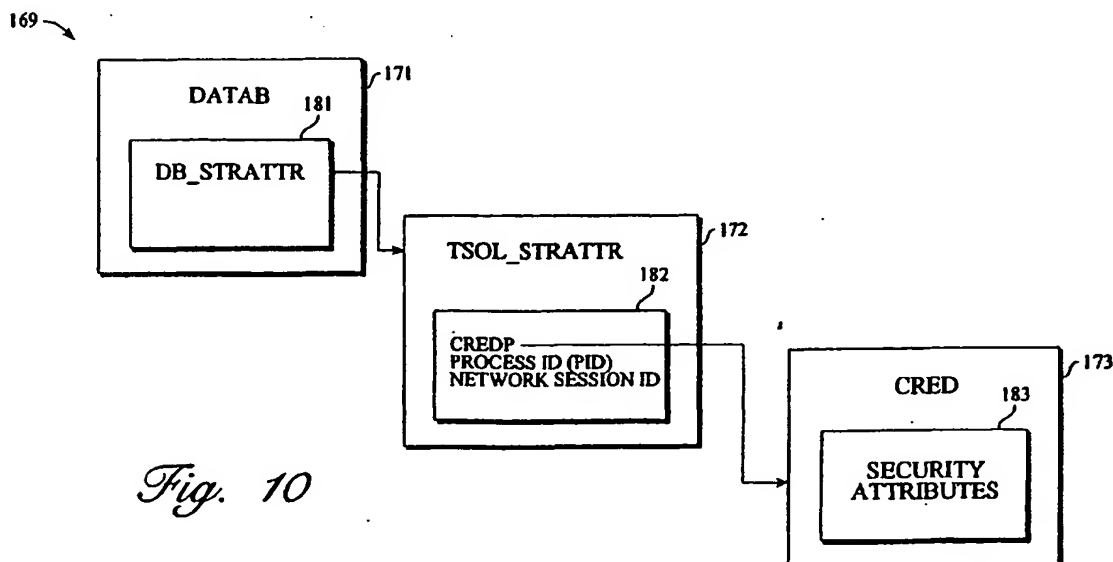 169
171
DATAB
181
DB_STRATTR
172
TSOL_STRATTR
182
CREDP
PROCESS ID (PID)
NETWORK SESSION ID
173
CRED
183
SECURITY
ATTRIBUTES
Fig. 10